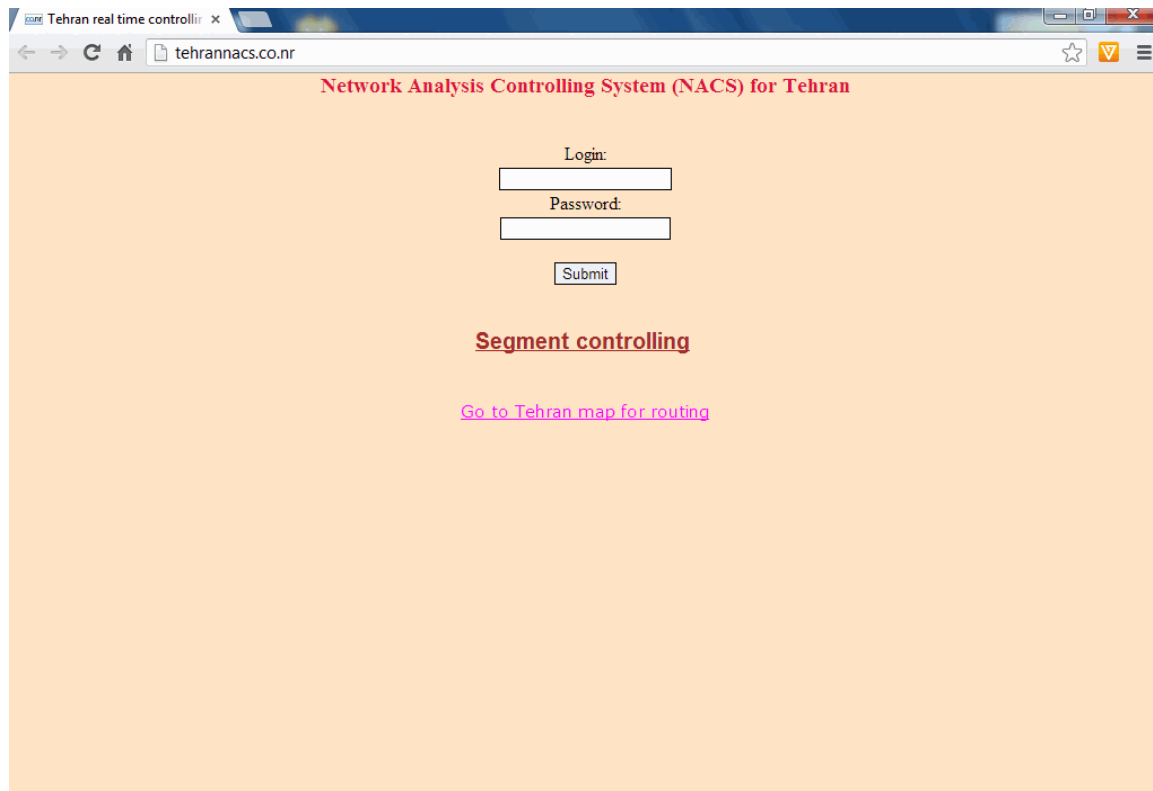 Tehran real time controllir
tehrannacs.co.nr
Network Analysis Controlling System (NACS) for Tehran
Login:
Password:
Submit
Segment controlling
Go to Tehran map for routing